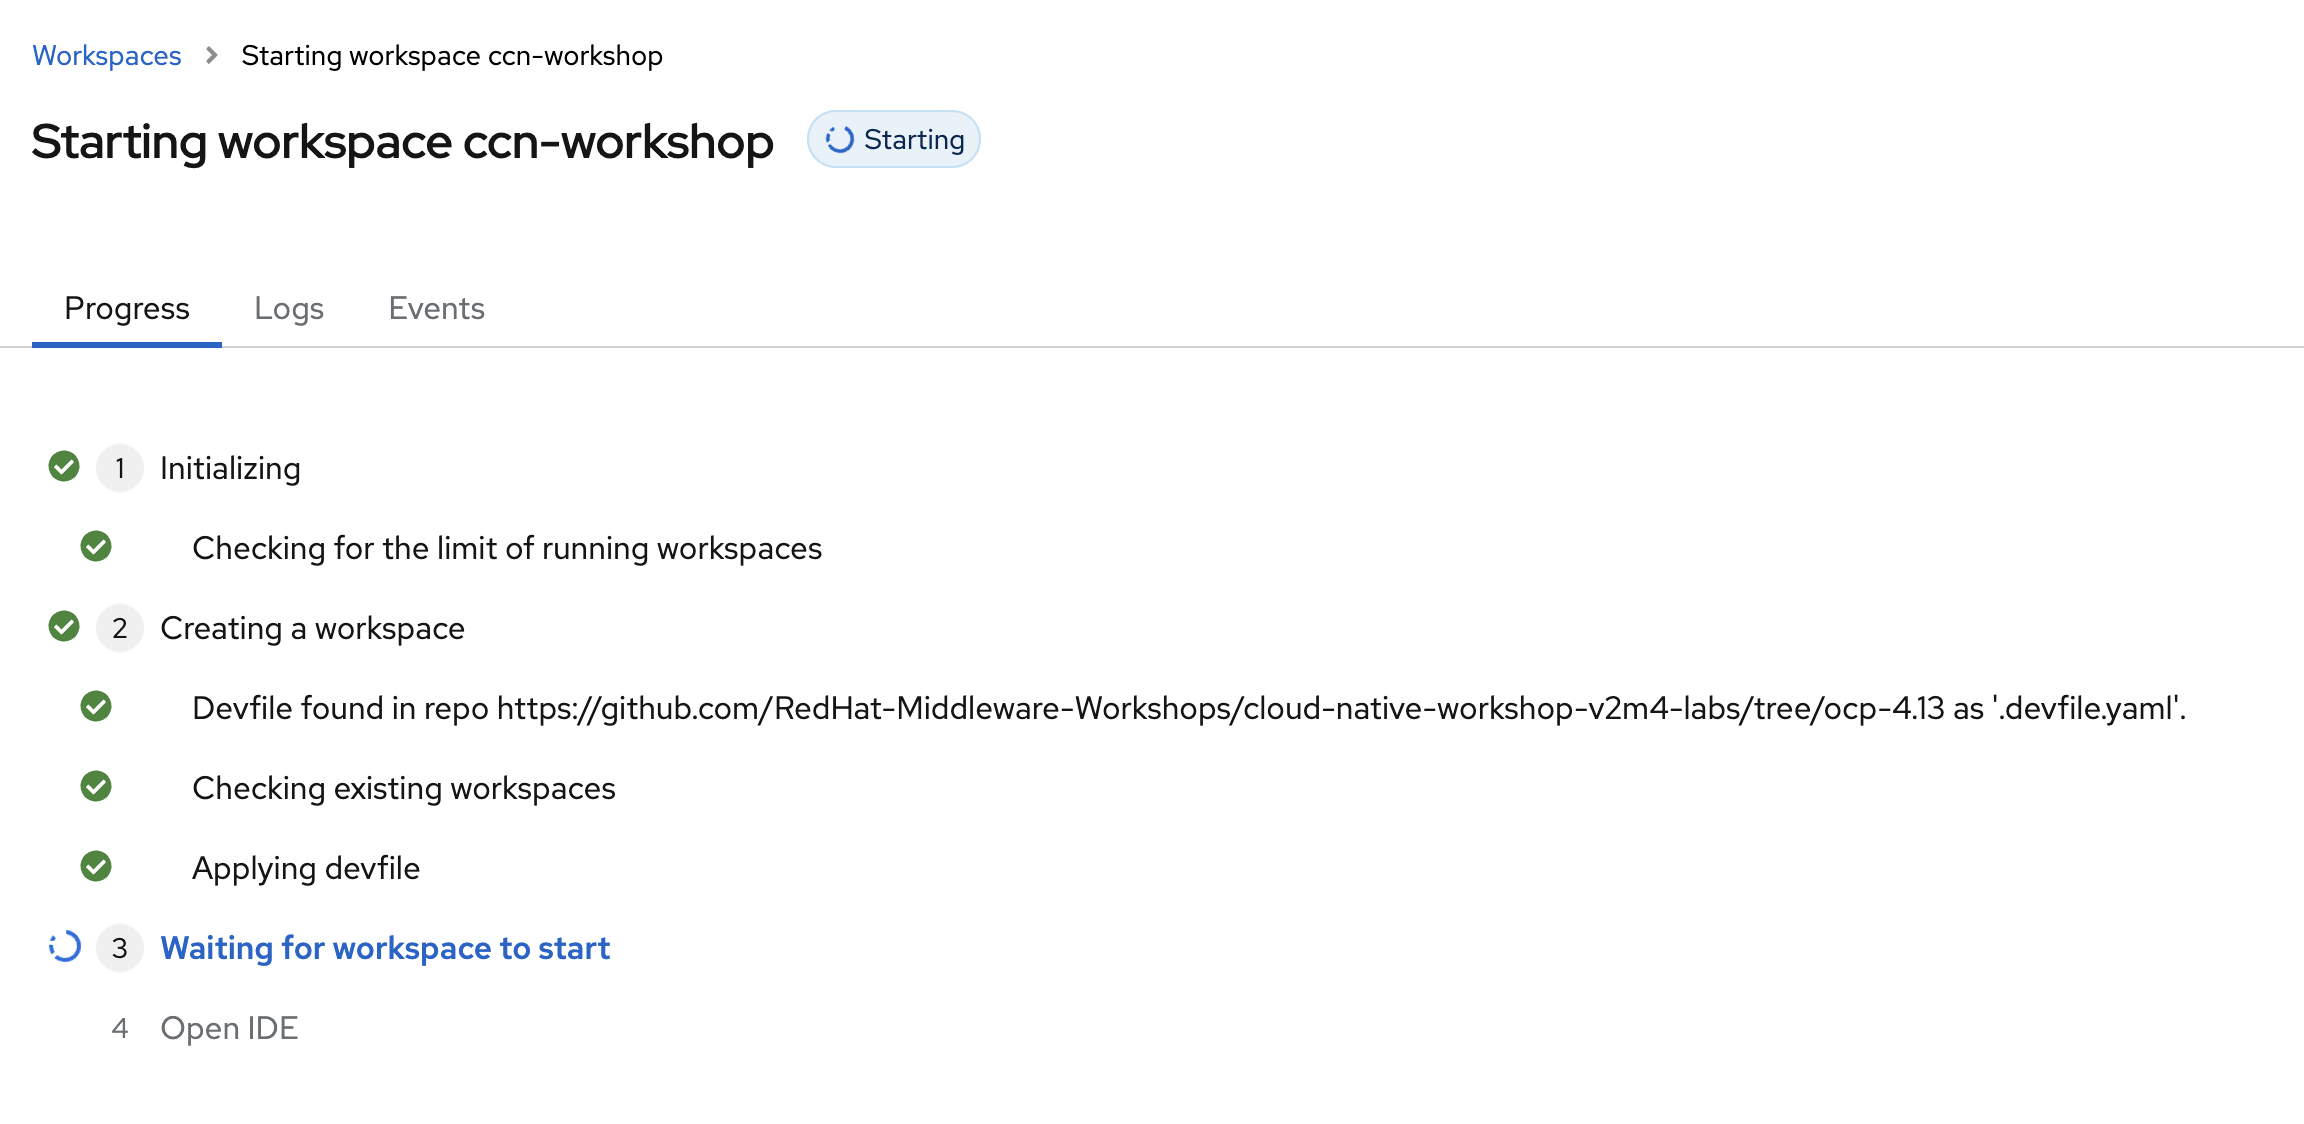 Workspaces > Starting workspace ccn-workshop
Starting workspace ccn-workshop Starting
Progress Logs Events
1 Initializing
Checking for the limit of running workspaces
2 Creating a workspace
Devfile found in repo https://github.com/RedHat-Middleware-Workshops/cloud-native-workshop-v2m4-labs/tree/ocp-4.13 as '.devfile.yaml'.
Checking existing workspaces
Applying devfile
3 Waiting for workspace to start
4 Open IDE